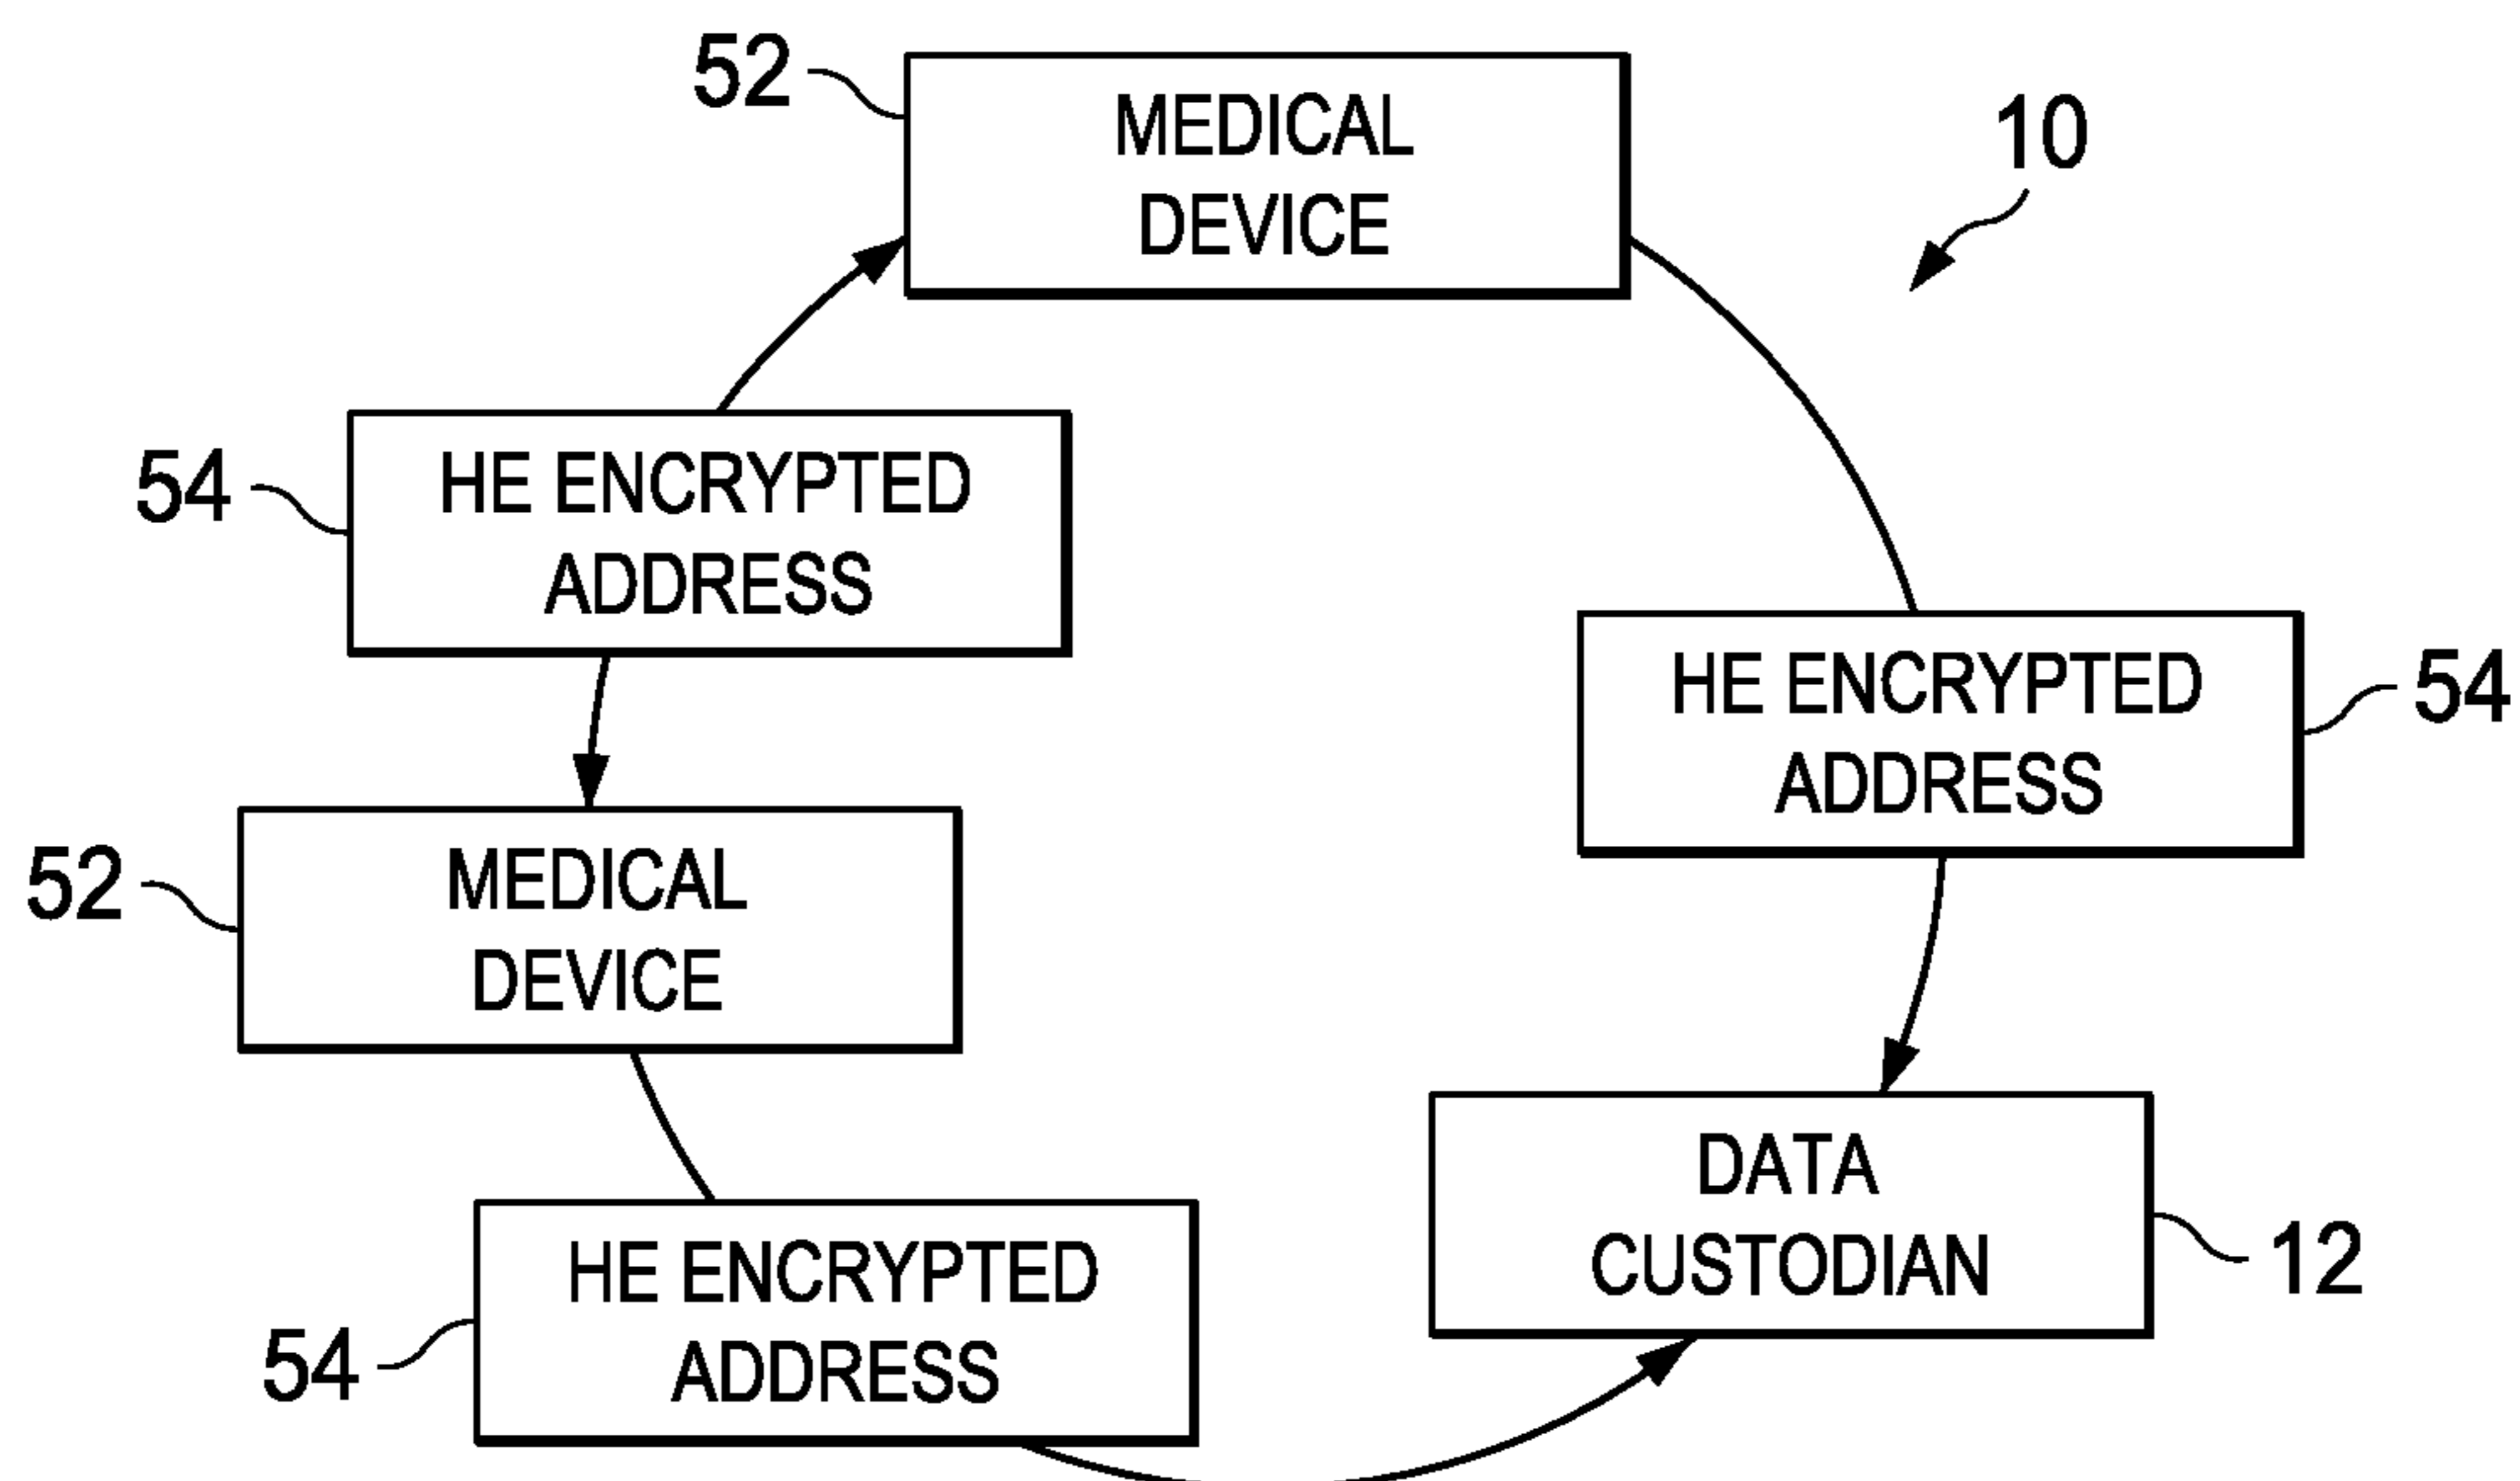 52
MEDICAL
DEVICE
10
54
HE ENCRYPTED
ADDRESS
HE ENCRYPTED
ADDRESS
54
52
MEDICAL
DEVICE
DATA
CUSTODIAN
12
54
HE ENCRYPTED
ADDRESS